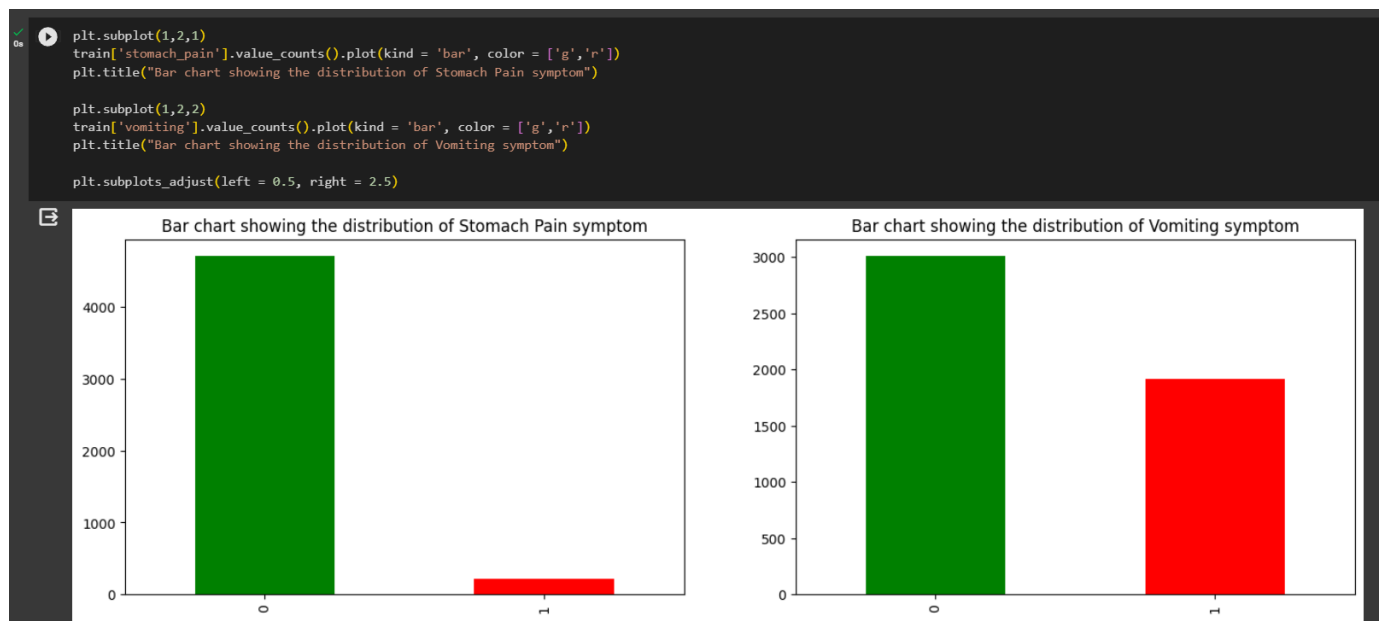 0s
plt.subplot(1,2,1)
train['stomach_pain'].value_counts().plot(kind = 'bar', color = ['g','r'])
plt.title("Bar chart showing the distribution of Stomach Pain symptom")
plt.subplot(1,2,2)
train['vomiting'].value_counts().plot(kind = 'bar', color = ['g','r'])
plt.title("Bar chart showing the distribution of Vomiting symptom")
plt.subplots_adjust(left = 0.5, right = 2.5)
Bar chart showing the distribution of Stomach Pain symptom
4000
3000
2000
1000
0
0
1
Bar chart showing the distribution of Vomiting symptom
3000
2500
2000
1500
1000
500
0
0
1